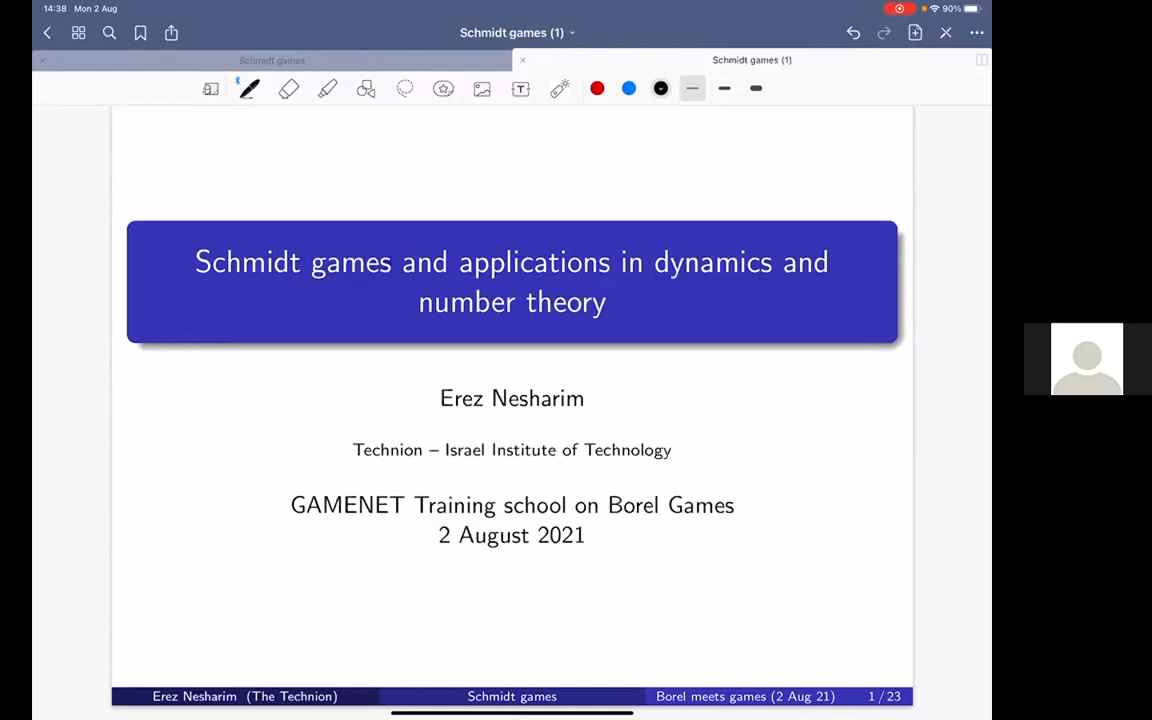 14:38 Mon 2 Aug
90%
Schmidt games (1)
Schmidt games
Schmidt games (1)
T
Schmidt games and applications in dynamics and
number theory
Erez Nesharim
Technion – Israel Institute of Technology
GAMENET Training school on Borel Games
2 August 2021
Erez Nesharim (The Technion)
Schmidt games
Borel meets games (2 Aug 21)
1 / 23